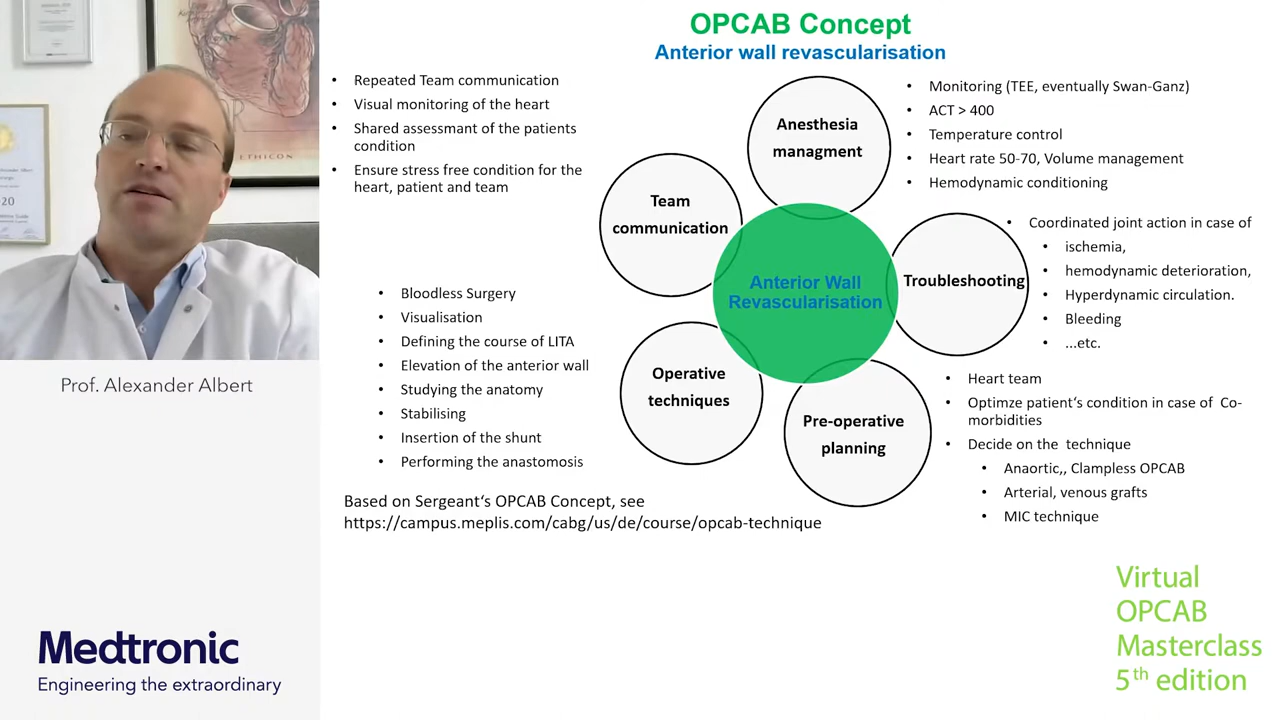 OPCAB Concept
Anterior wall revascularisation
• Repeated Team communication
• Visual monitoring of the heart
• Shared assessmant of the patients
condition
• Ensure stress free condition for the
heart, patient and team
Anesthesia
managment
• Monitoring (TEE, eventually Swan-Ganz)
• ACT > 400
• Temperature control
• Heart rate 50-70, Volume management
• Hemodynamic conditioning
Team
communication
Anterior Wall
Revascularisation
Troubleshooting
• Coordinated joint action in case of
• ischemia,
• hemodynamic deterioration,
• Hyperdynamic circulation.
• Bleeding
• ...etc.
• Bloodless Surgery
• Visualisation
• Defining the course of LITA
• Elevation of the anterior wall
• Studying the anatomy
• Stabilising
• Insertion of the shunt
• Performing the anastomosis
Operative
techniques
Pre-operative
planning
• Heart team
• Optimze patient‘s condition in case of Co-
morbidities
• Decide on the technique
• Anaortic,, Clampless OPCAB
• Arterial, venous grafts
• MIC technique
Based on Sergeant‘s OPCAB Concept, see
https://campus.meplis.com/cabg/us/de/course/opcab-technique
ETHICON
20
Prof. Alexander Albert
Medtronic
Engineering the extraordinary
Virtual
OPCAB
Masterclass
5th edition